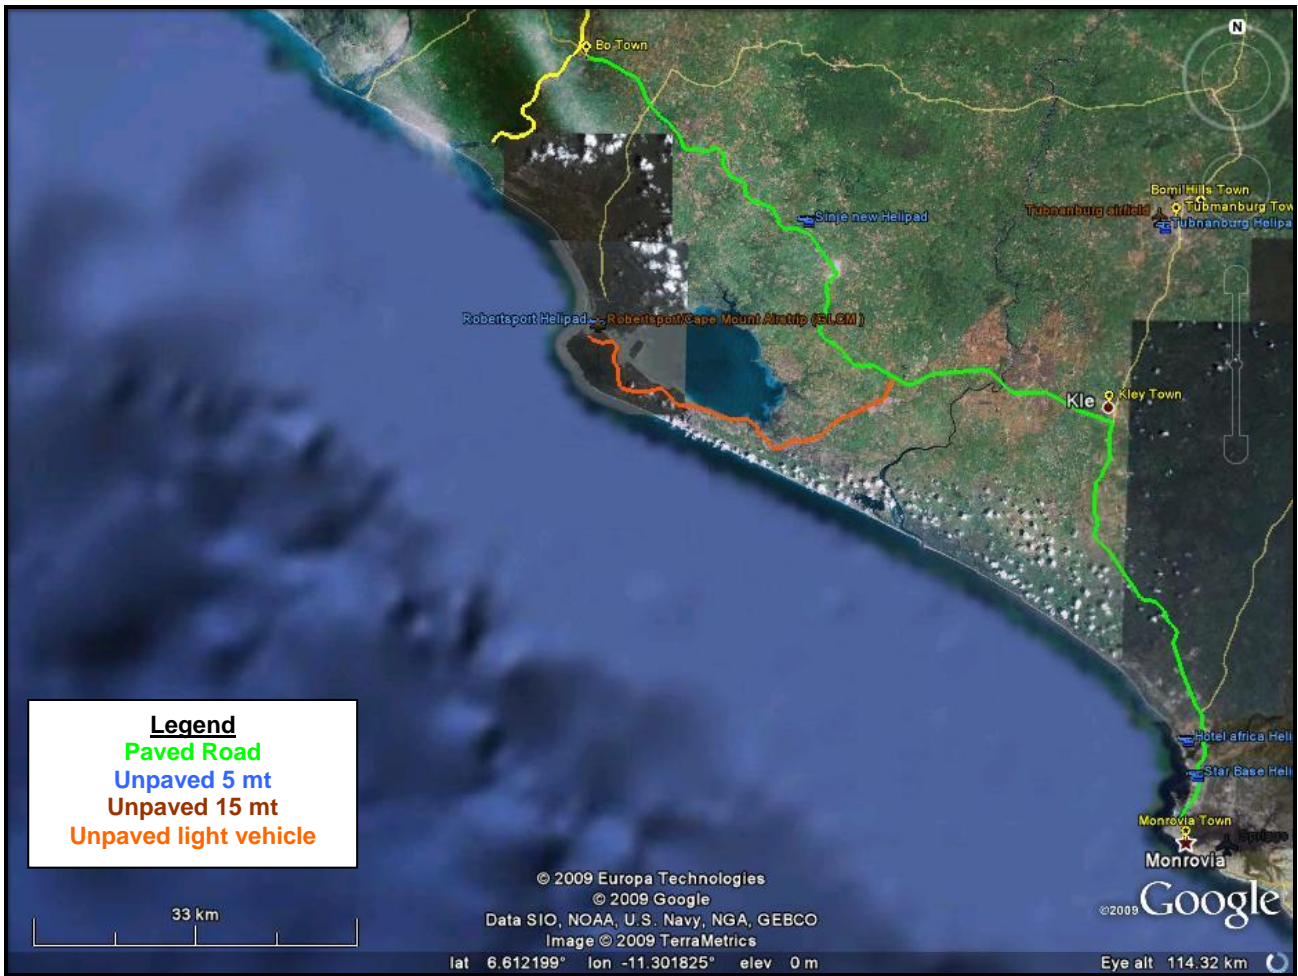 N
Bo Town
Bomi Hills Town
Tubmanburg Tow
Tubnanburg airfield
Tubnanburg Helipa
Sinje new Helipad
Robertsport Helipad
Robertsport/Cape Mount Airstrip (GLCM )
Kle
Kley Town
Hotel africa Heli
Star Base Heli
Monrovia Town
Spriggs
Monrovia
Legend
Paved Road
Unpaved 5 mt
Unpaved 15 mt
Unpaved light vehicle
33 km
© 2009 Europa Technologies
© 2009 Google
Data SIO, NOAA, U.S. Navy, NGA, GEBCO
Image © 2009 TerraMetrics
©2009 Google
lat 6.612199° lon -11.301825° elev 0 m
Eye alt 114.32 km